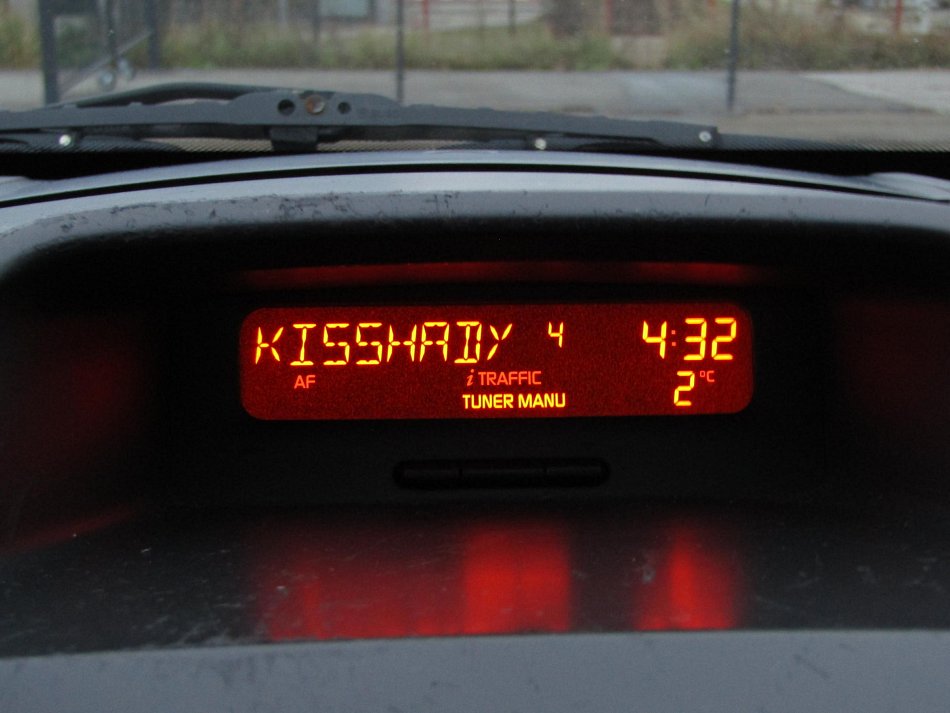 KISSHADY 4 4:32
AF i TRAFFIC 2 °C
TUNER MANU